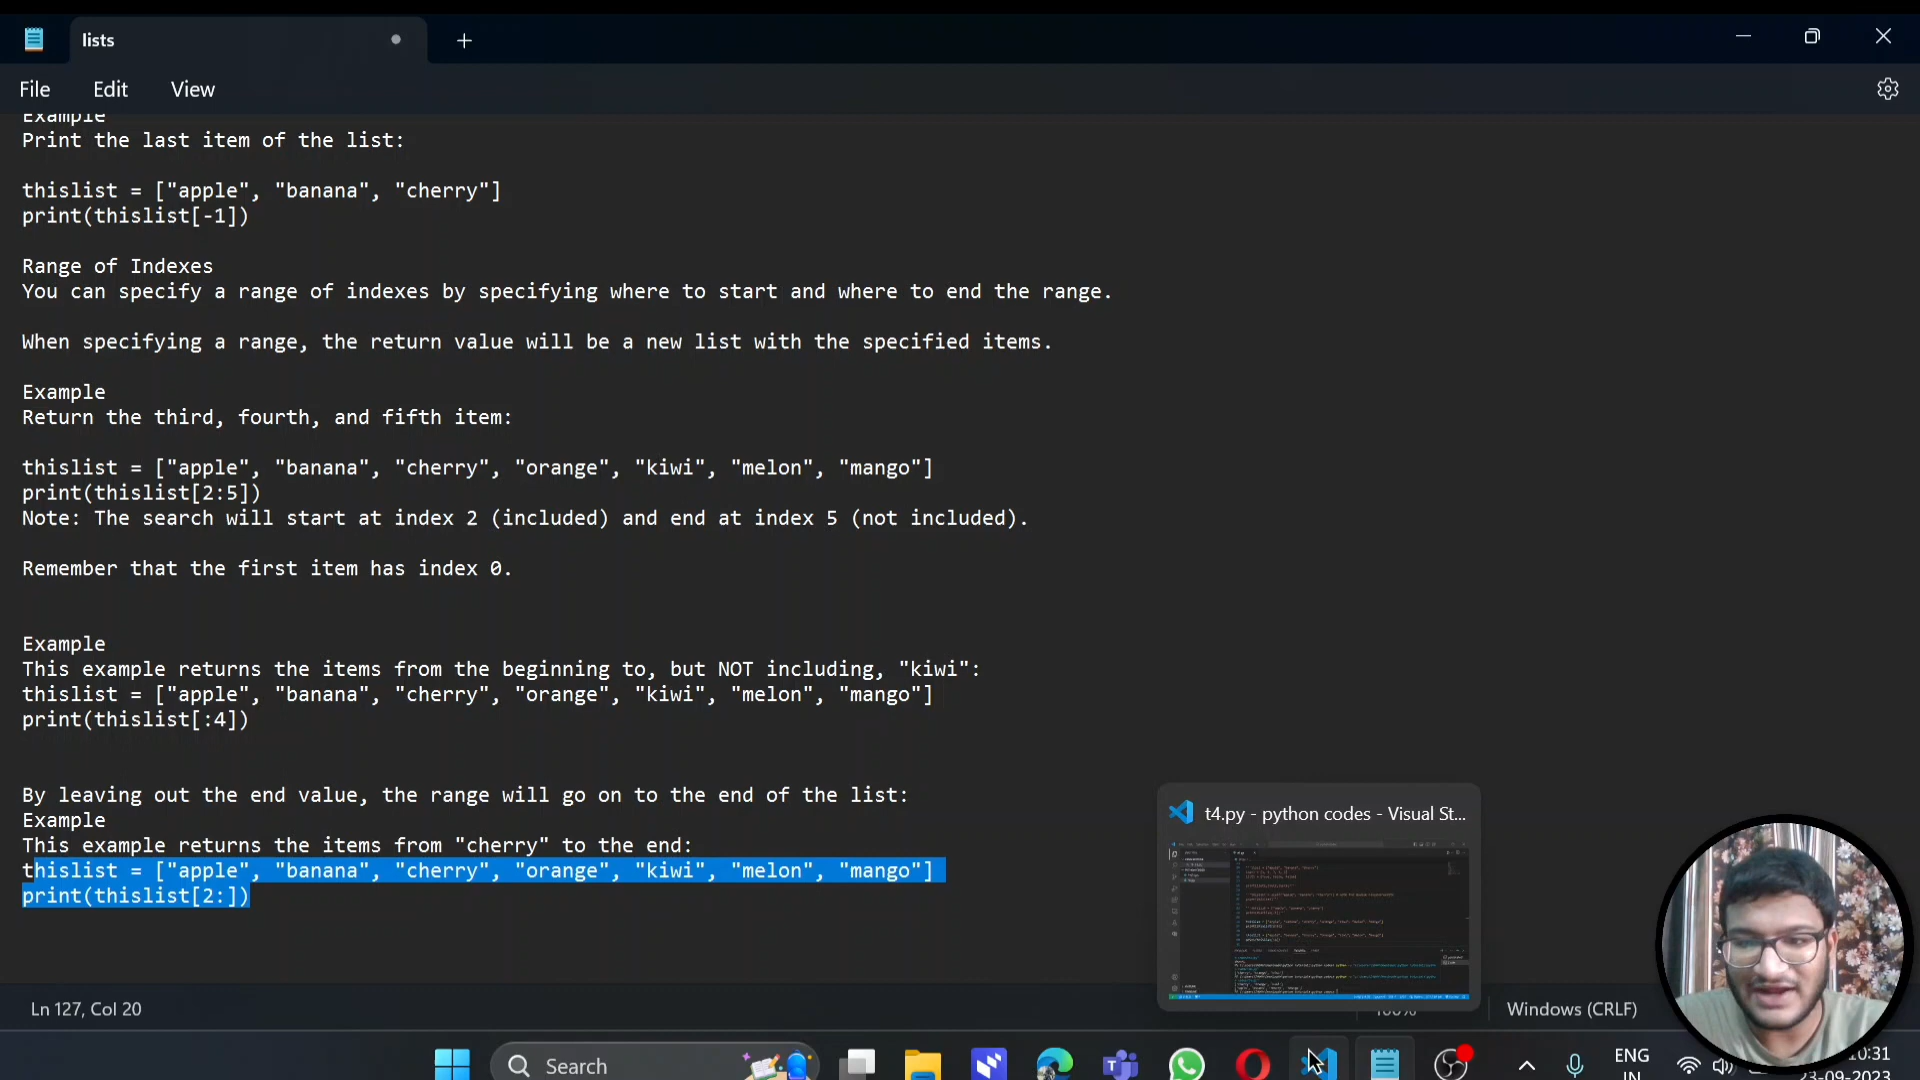 lists
File Edit View
Example
Print the last item of the list:
thislist = ["apple", "banana", "cherry"]
print(thislist[-1])
Range of Indexes
You can specify a range of indexes by specifying where to start and where to end the range.
When specifying a range, the return value will be a new list with the specified items.
Example
Return the third, fourth, and fifth item:
thislist = ["apple", "banana", "cherry", "orange", "kiwi", "melon", "mango"]
print(thislist[2:5])
Note: The search will start at index 2 (included) and end at index 5 (not included).
Remember that the first item has index 0.
Example
This example returns the items from the beginning to, but NOT including, "kiwi":
thislist = ["apple", "banana", "cherry", "orange", "kiwi", "melon", "mango"]
print(thislist[:4])
By leaving out the end value, the range will go on to the end of the list:
Example
This example returns the items from "cherry" to the end:
thislist = ["apple", "banana", "cherry", "orange", "kiwi", "melon", "mango"]
print(thislist[2:])
t4.py - python codes - Visual St...
Ln 127, Col 20
100%
Windows (CRLF)
Search
ENG
IN
10:31
23-09-2023